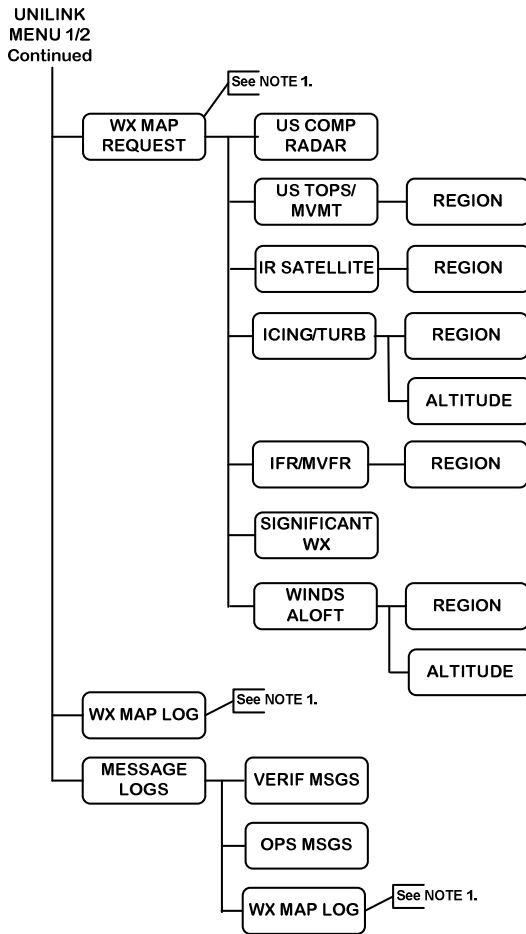 UNILINK
MENU 1/2
Continued
See NOTE 1.
WX MAP
REQUEST
US COMP
RADAR
US TOPS/
MVMT
REGION
IR SATELLITE
REGION
ICING/TURB
REGION
ALTITUDE
IFR/MVFR
REGION
SIGNIFICANT
WX
WINDS
ALOFT
REGION
ALTITUDE
WX MAP LOG
See NOTE 1.
MESSAGE
LOGS
VERIF MSGS
OPS MSGS
WX MAP LOG
See NOTE 1.